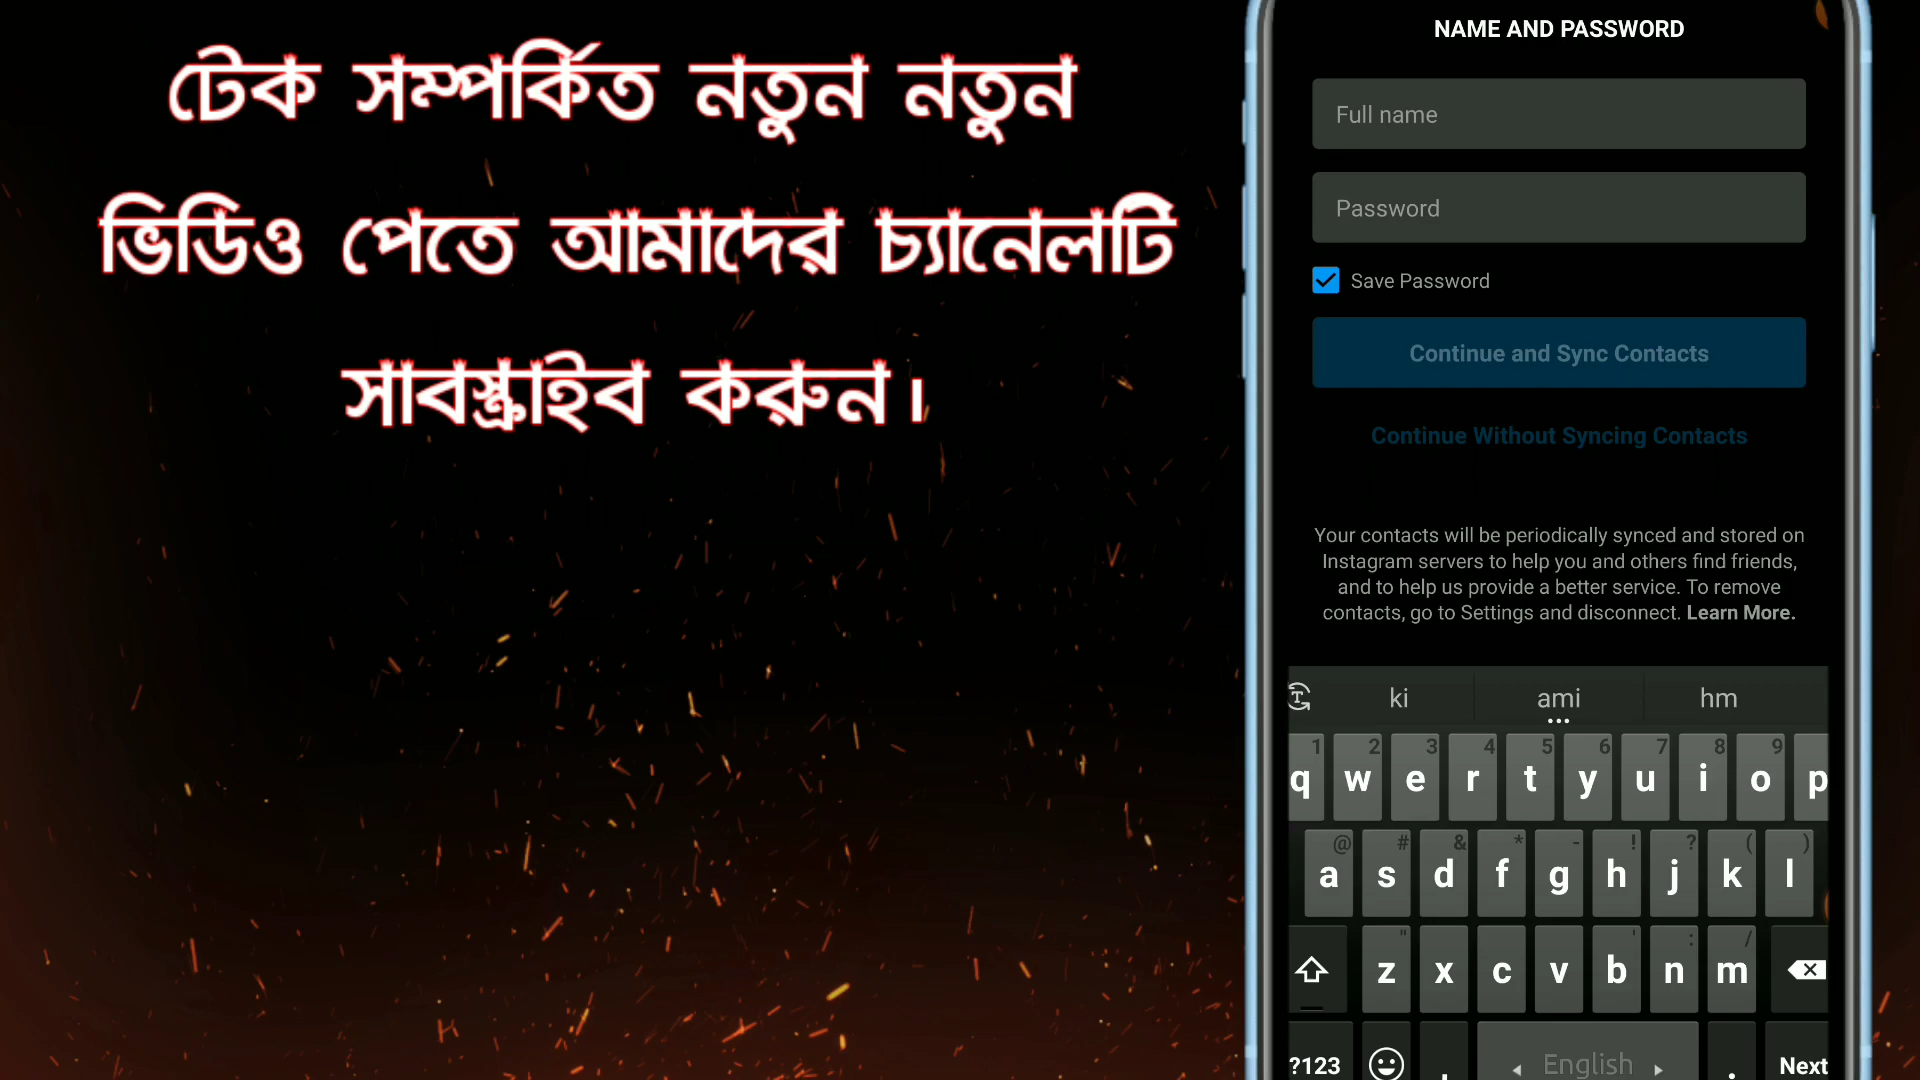 টেক সম্পর্কিত নতুন নতুন
ভিডিও পেতে আমাদের চ্যানেলটি
সাবস্ক্রাইব করুন।
NAME AND PASSWORD
Full name
Password
Save Password
Continue and Sync Contacts
Continue Without Syncing Contacts
Your contacts will be periodically synced and stored on
Instagram servers to help you and others find friends,
and to help us provide a better service. To remove
contacts, go to Settings and disconnect. Learn More.
ki ami hm
1 2 3 4 5 6 7 8 9
q w e r t y u i o p
@ # & * - ! ? ( )
a s d f g h j k l
" ' : /
z x c v b n m
?123 , English . Next